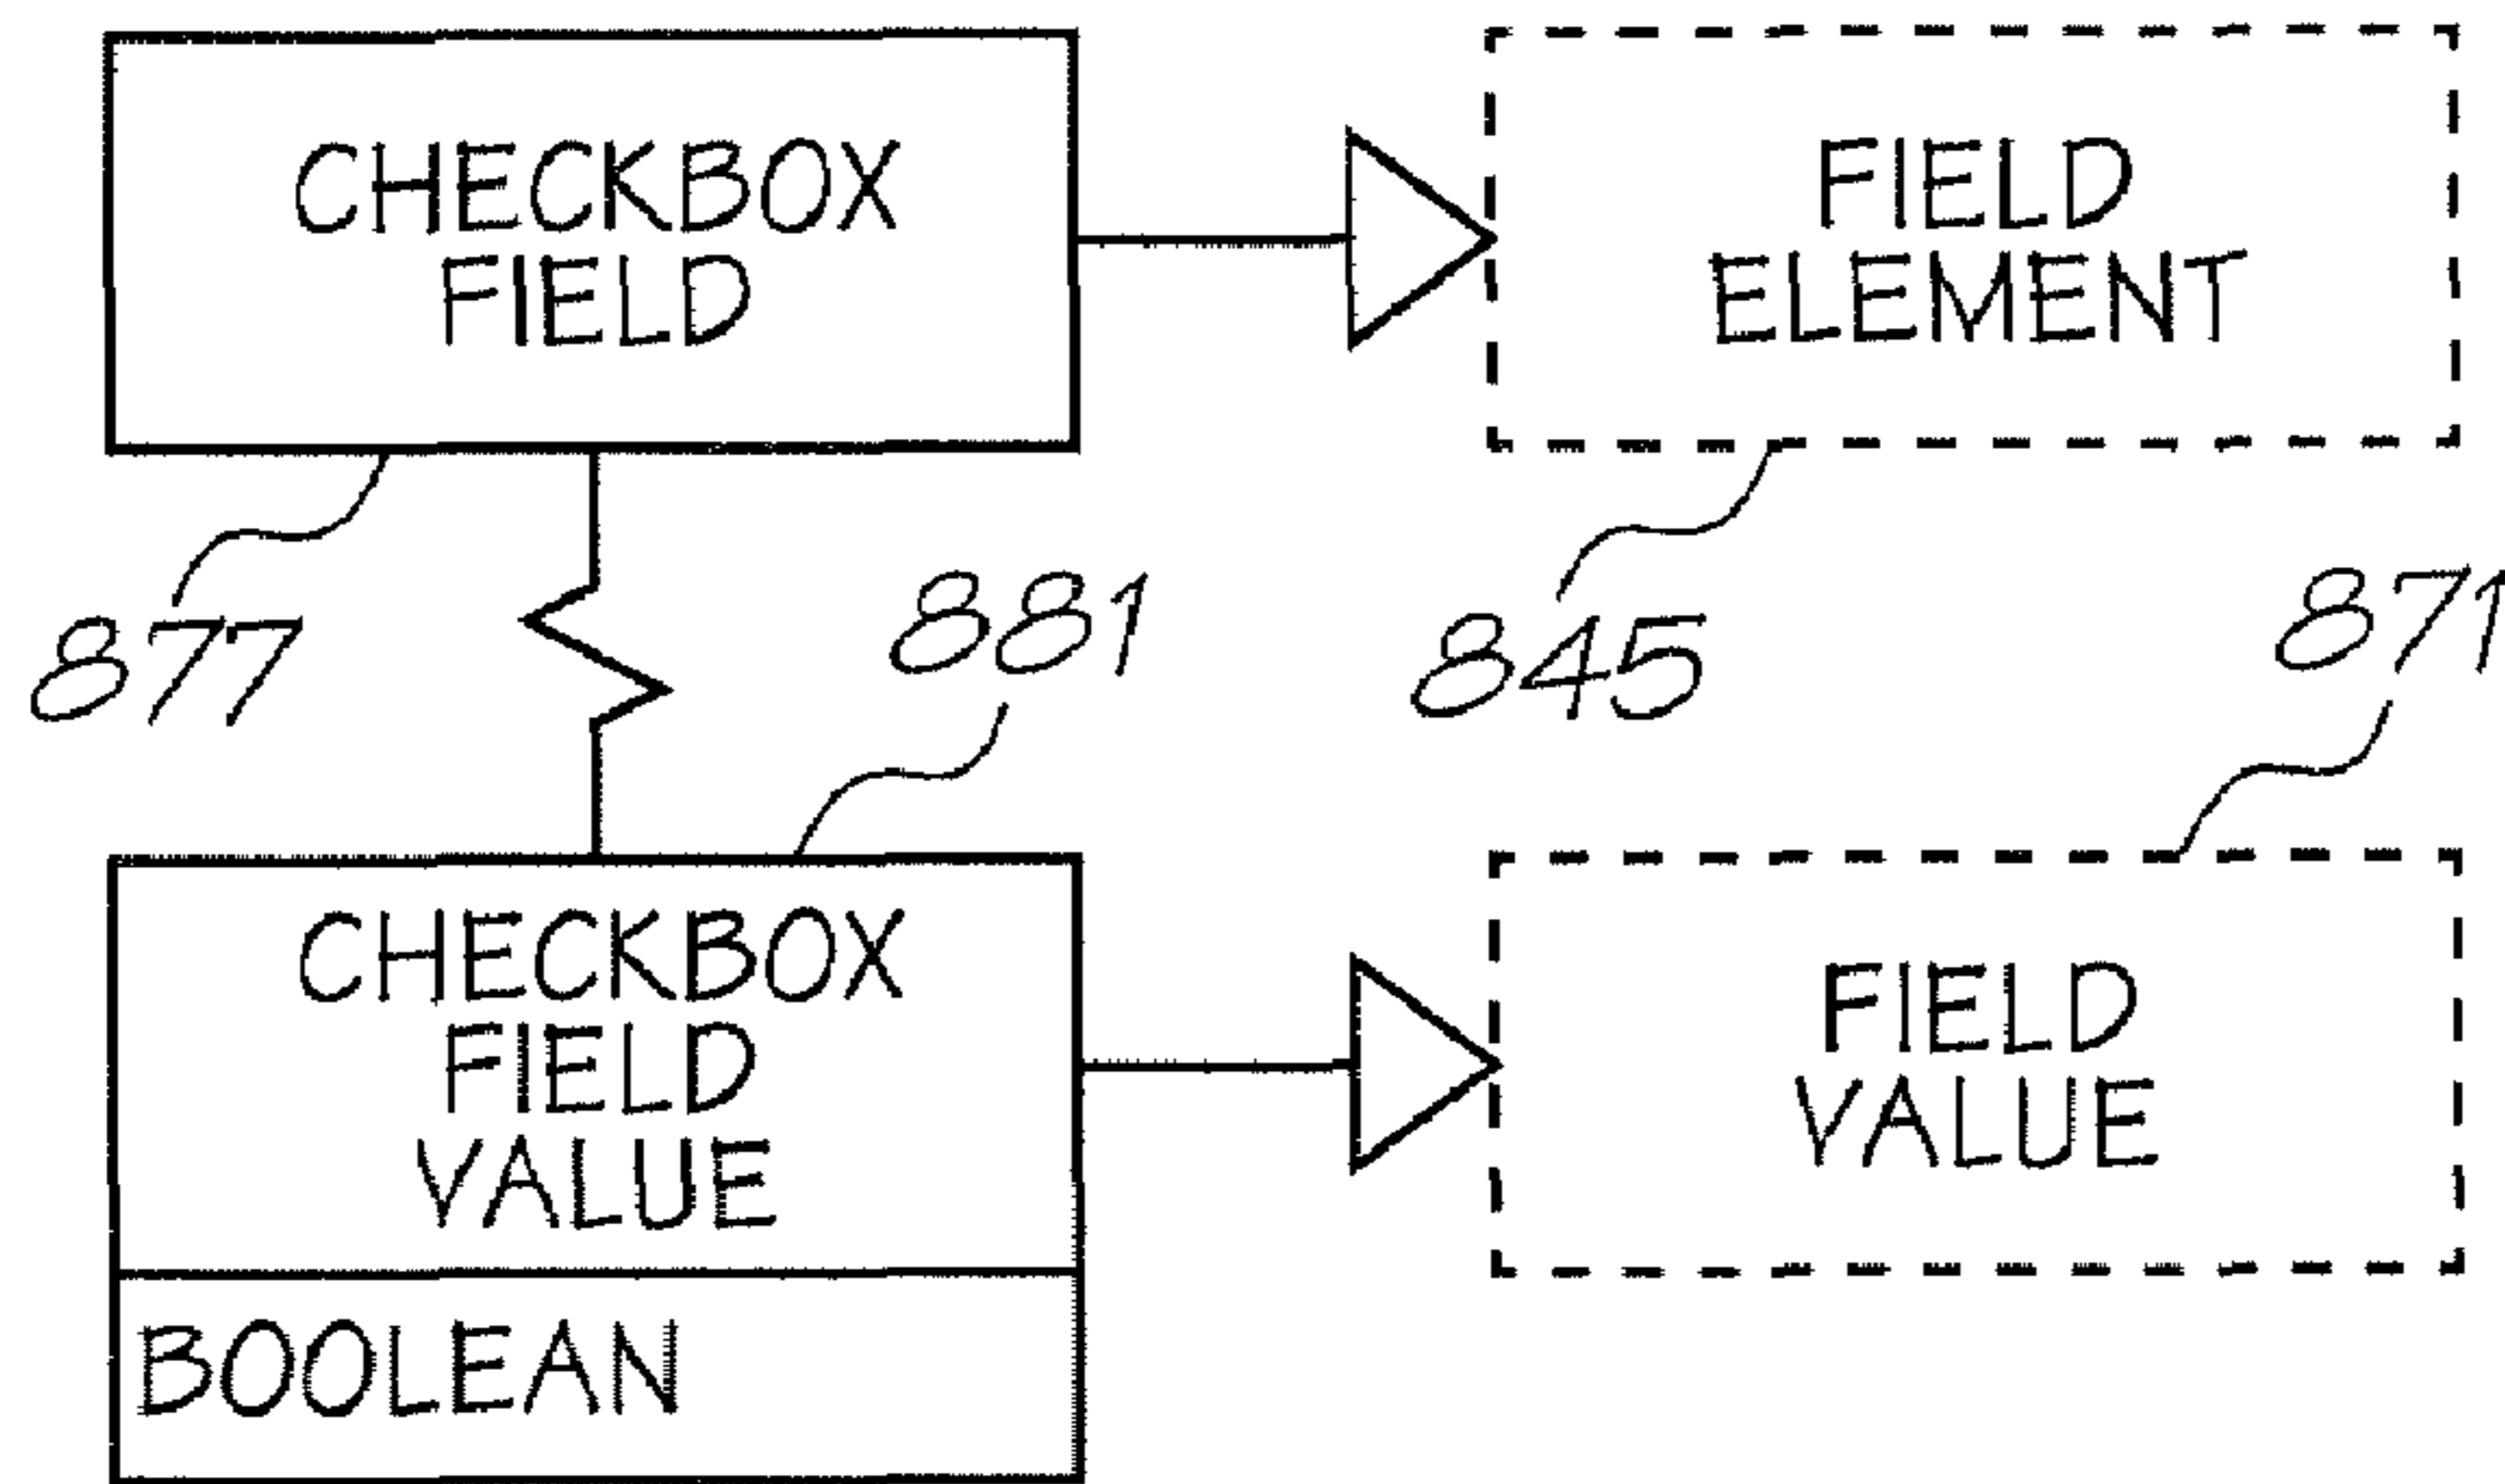 CHECKBOX
FIELD
FIELD
ELEMENT
877
881
845
871
CHECKBOX
FIELD
VALUE
BOOLEAN
FIELD
VALUE